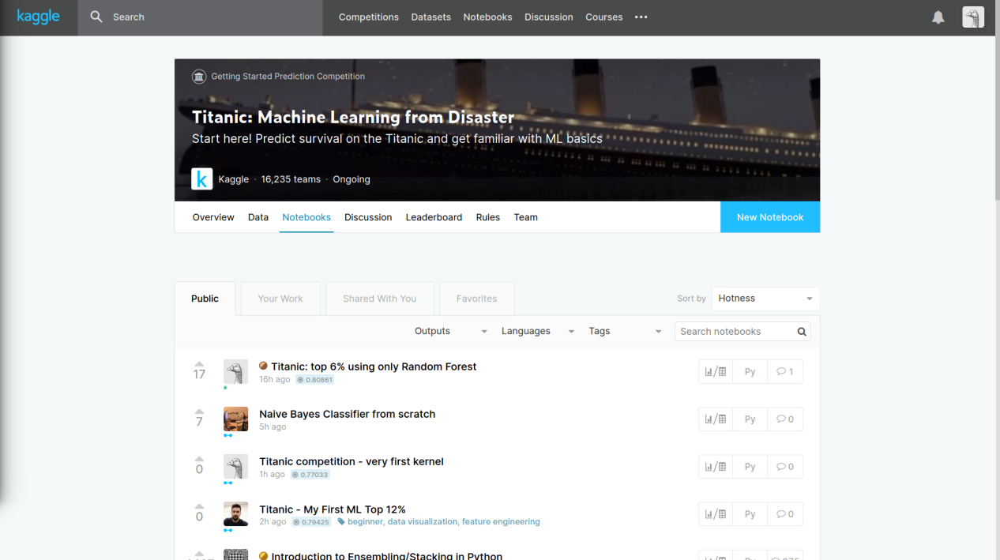 kaggle Search Competitions Datasets Notebooks Discussion Courses
Getting Started Prediction Competition
Titanic: Machine Learning from Disaster
Start here! Predict survival on the Titanic and get familiar with ML basics
k Kaggle · 16,235 teams · Ongoing
Overview Data Notebooks Discussion Leaderboard Rules Team New Notebook
Public Your Work Shared With You Favorites Sort by Hotness
Outputs Languages Tags Search notebooks
17 Titanic: top 6% using only Random Forest Py 1
16h ago 0.80861
7 Naive Bayes Classifier from scratch Py 0
5h ago
0 Titanic competition - very first kernel Py 0
1h ago 0.77033
0 Titanic - My First ML Top 12% Py 0
2h ago 0.79425 beginner, data visualization, feature engineering
Introduction to Ensembling/Stacking in Python